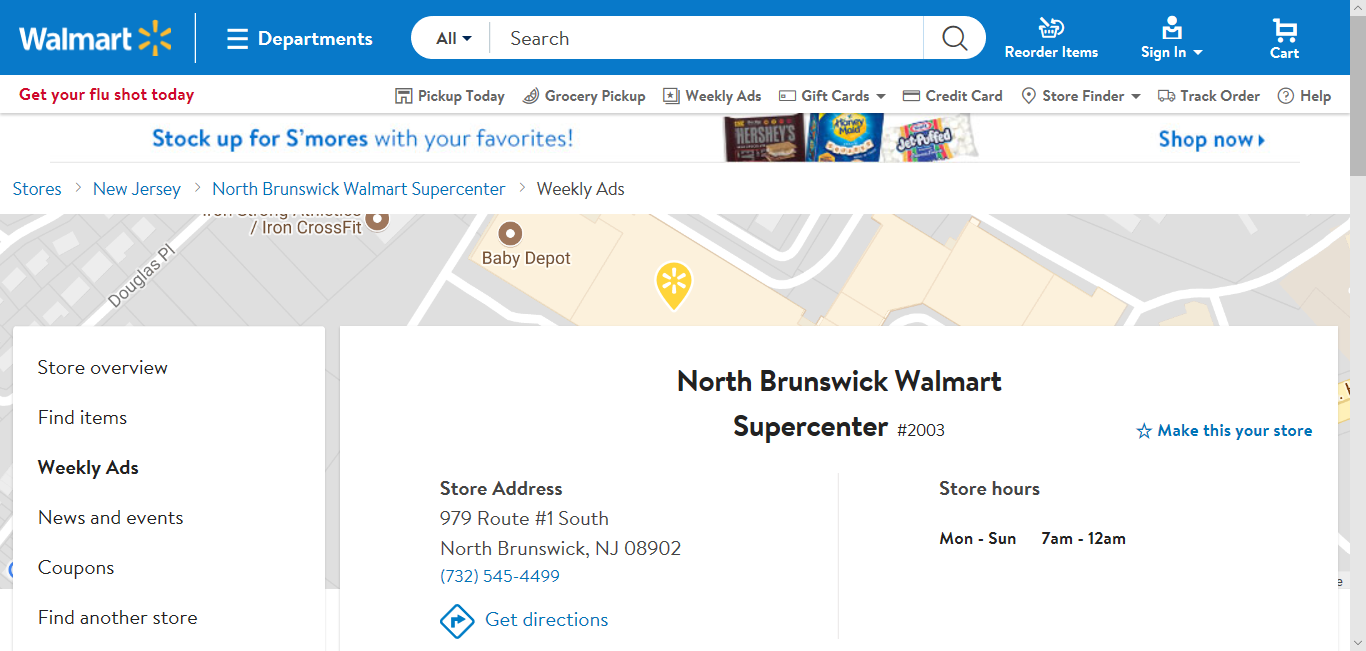 Walmart
Departments
All
Search
Reorder Items
Sign In
Cart
Get your flu shot today
Pickup Today
Grocery Pickup
Weekly Ads
Gift Cards
Credit Card
Store Finder
Track Order
Help
Stock up for S'mores with your favorites!
HERSHEY'S
Honey Maid
Jet-Puffed
Shop now
Stores > New Jersey > North Brunswick Walmart Supercenter > Weekly Ads
Iron Strong Athletics
/ Iron CrossFit
Baby Depot
Douglas Pl
Store overview
Find items
Weekly Ads
News and events
Coupons
Find another store
North Brunswick Walmart
Supercenter #2003
Make this your store
Store Address
979 Route #1 South
North Brunswick, NJ 08902
(732) 545-4499
Get directions
Store hours
Mon - Sun 7am - 12am